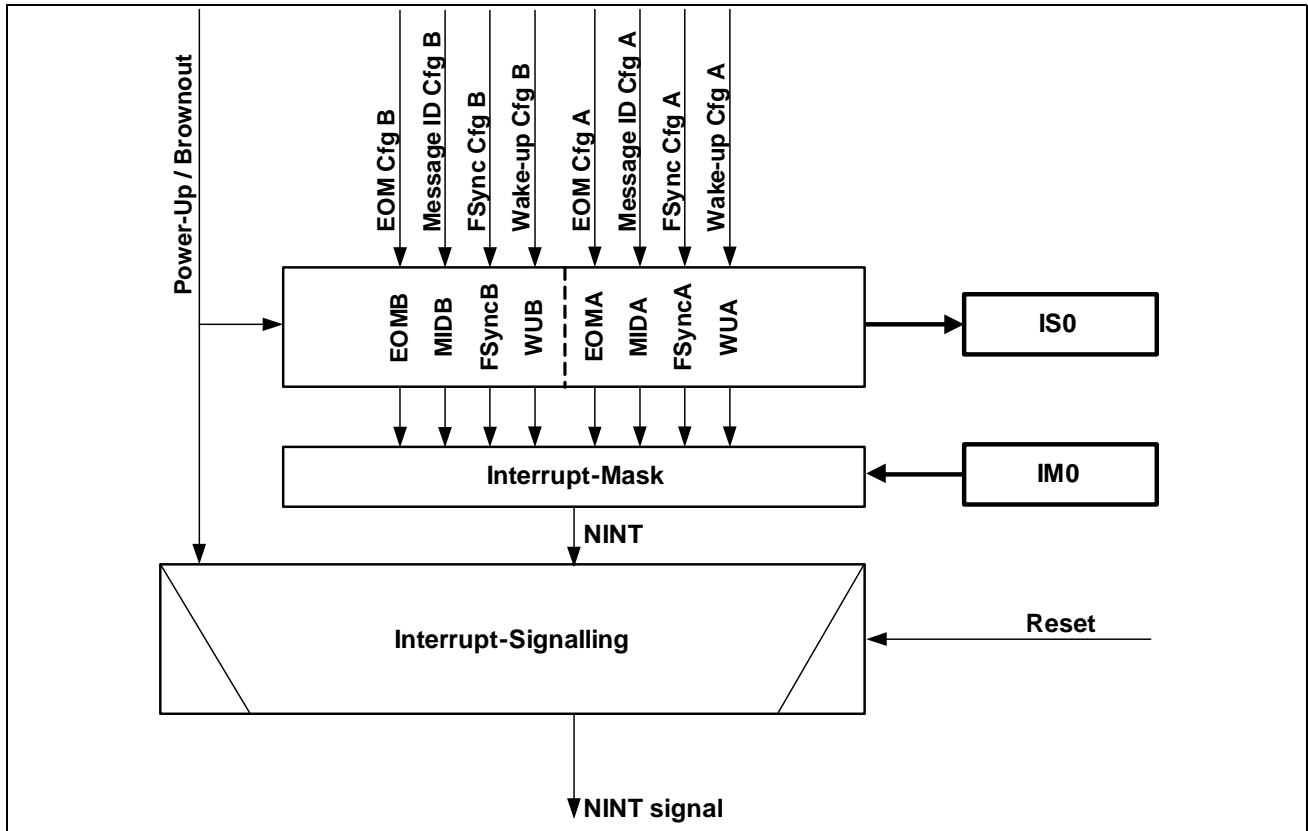 Power-Up / Brownout
EOM Cfg B
Message ID Cfg B
FSync Cfg B
Wake-up Cfg B
EOM Cfg A
Message ID Cfg A
FSync Cfg A
Wake-up Cfg A
EOMB
MIDB
FSyncB
WUB
EOMA
MIDA
FSyncA
WUA
IS0
Interrupt-Mask
IM0
NINT
Interrupt-Signalling
Reset
NINT signal